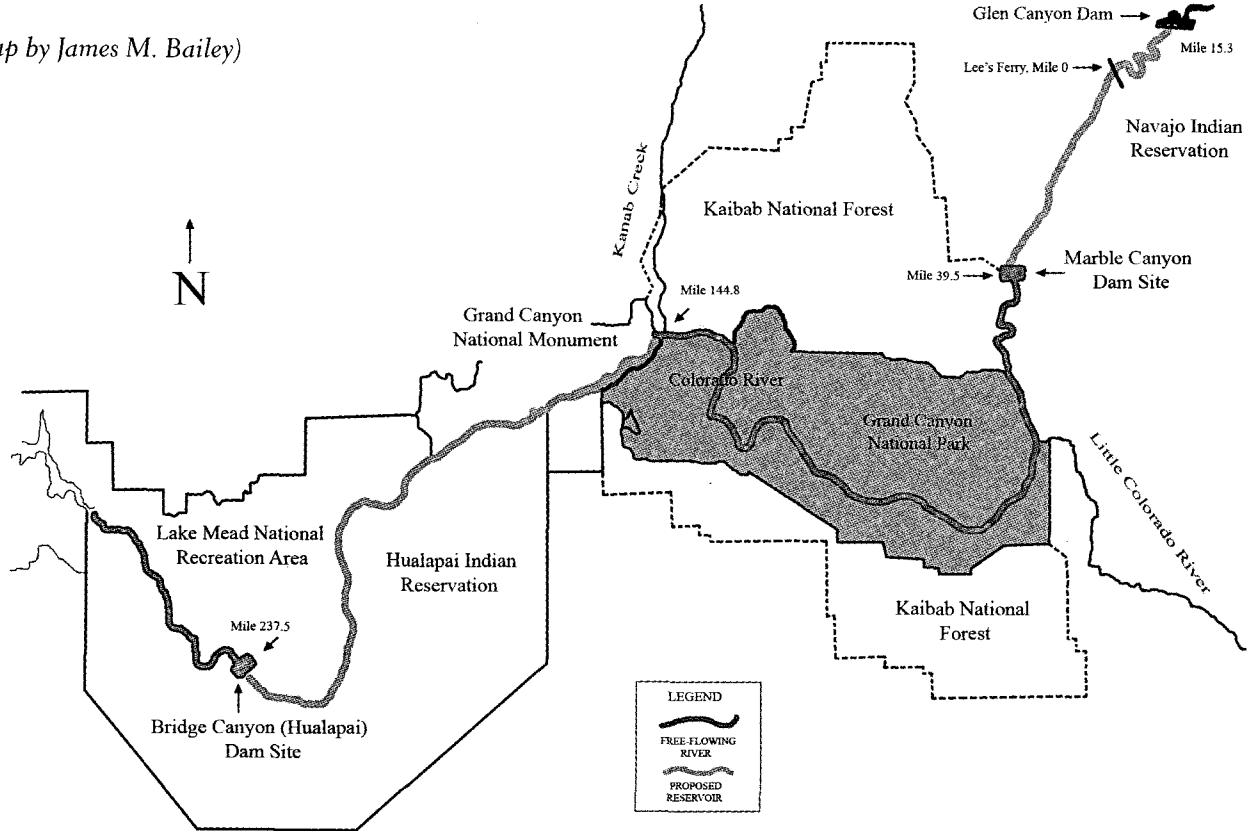 Glen Canyon Dam
Mile 15.3
Lee's Ferry, Mile 0
by James M. Bailey)
Navajo Indian
Reservation
Kanab Creek
Kaibab National Forest
N
Marble Canyon
Dam Site
Mile 39.5
Mile 144.8
Grand Canyon
National Monument
Colorado River
Grand Canyon
National Park
Little Colorado River
Lake Mead National
Recreation Area
Hualapai Indian
Reservation
Kaibab National
Forest
Mile 237.5
Bridge Canyon (Hualapai)
Dam Site
LEGEND
FREE-FLOWING
RIVER
PROPOSED
RESERVOIR